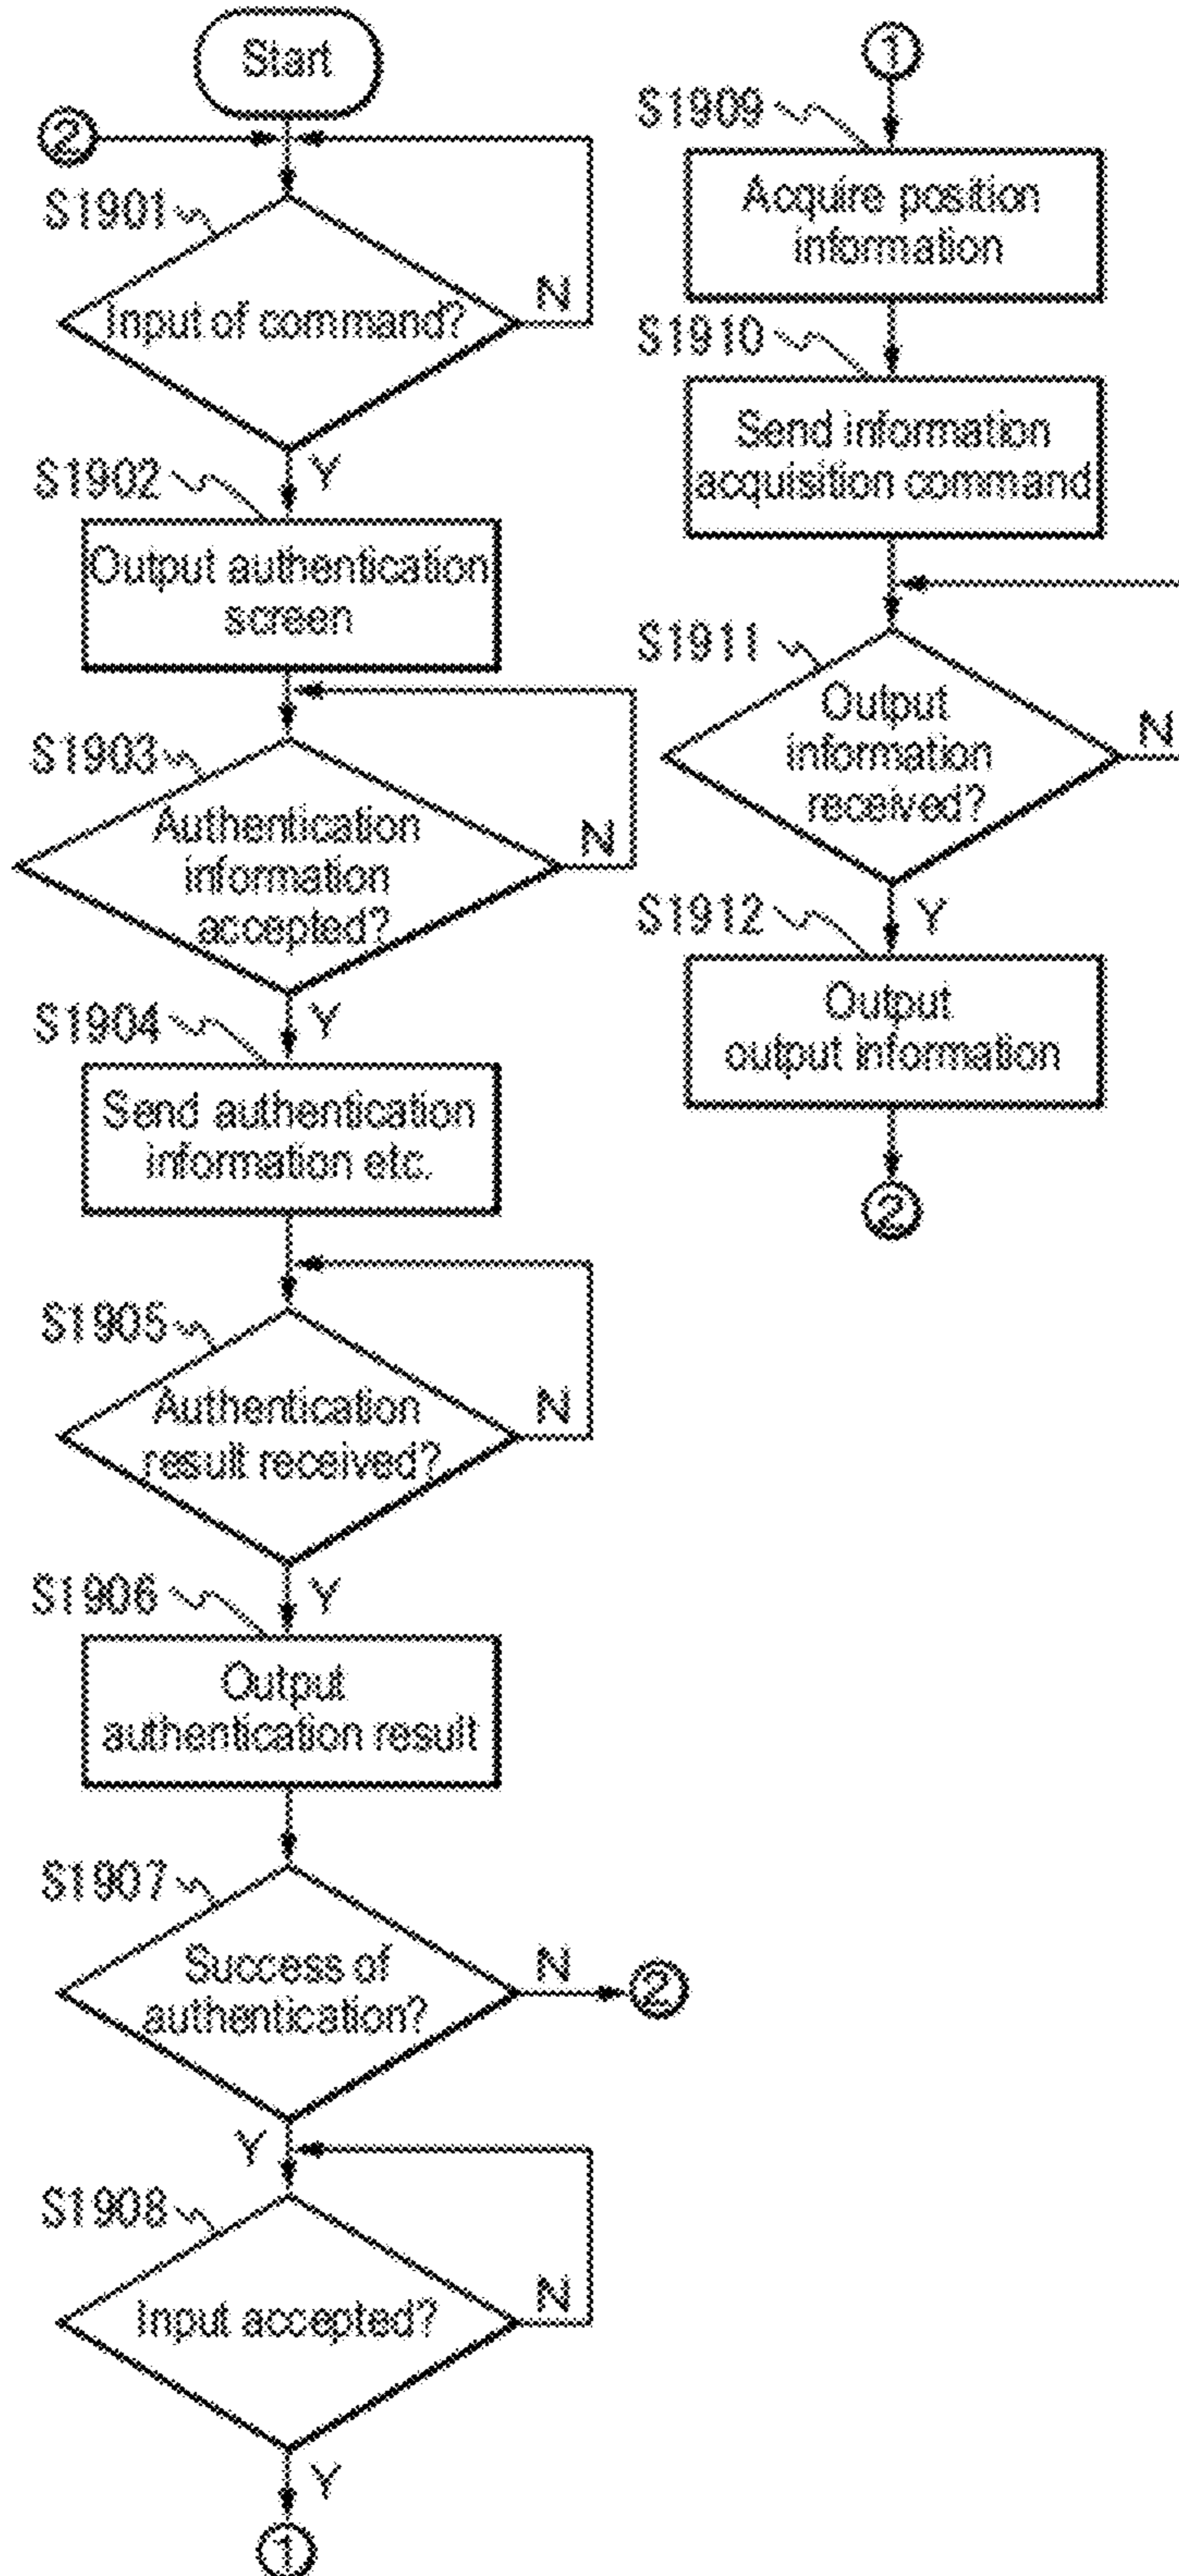 Start
②
S1901
Input of command?
N
Y
S1902
Output authentication
screen
S1903
Authentication
information
accepted?
N
Y
S1904
Send authentication
information etc.
S1905
Authentication
result received?
N
Y
S1906
Output
authentication result
S1907
Success of
authentication?
N
②
Y
S1908
Input accepted?
N
Y
①
①
S1909
Acquire position
information
S1910
Send information
acquisition command
S1911
Output
information
received?
N
Y
S1912
Output
output information
②